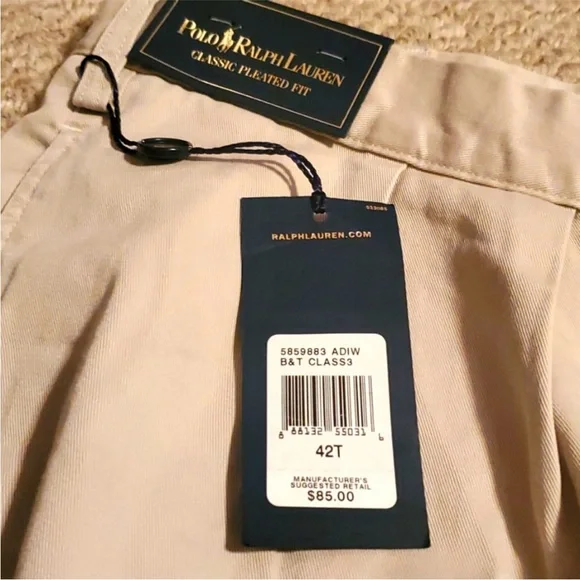 POLO RALPH LAUREN
CLASSIC PLEATED FIT
RALPHLAUREN.COM
5859883 ADIW
B&T CLASS3
8 88132 55031 6
42T
MANUFACTURER'S
SUGGESTED RETAIL
$85.00